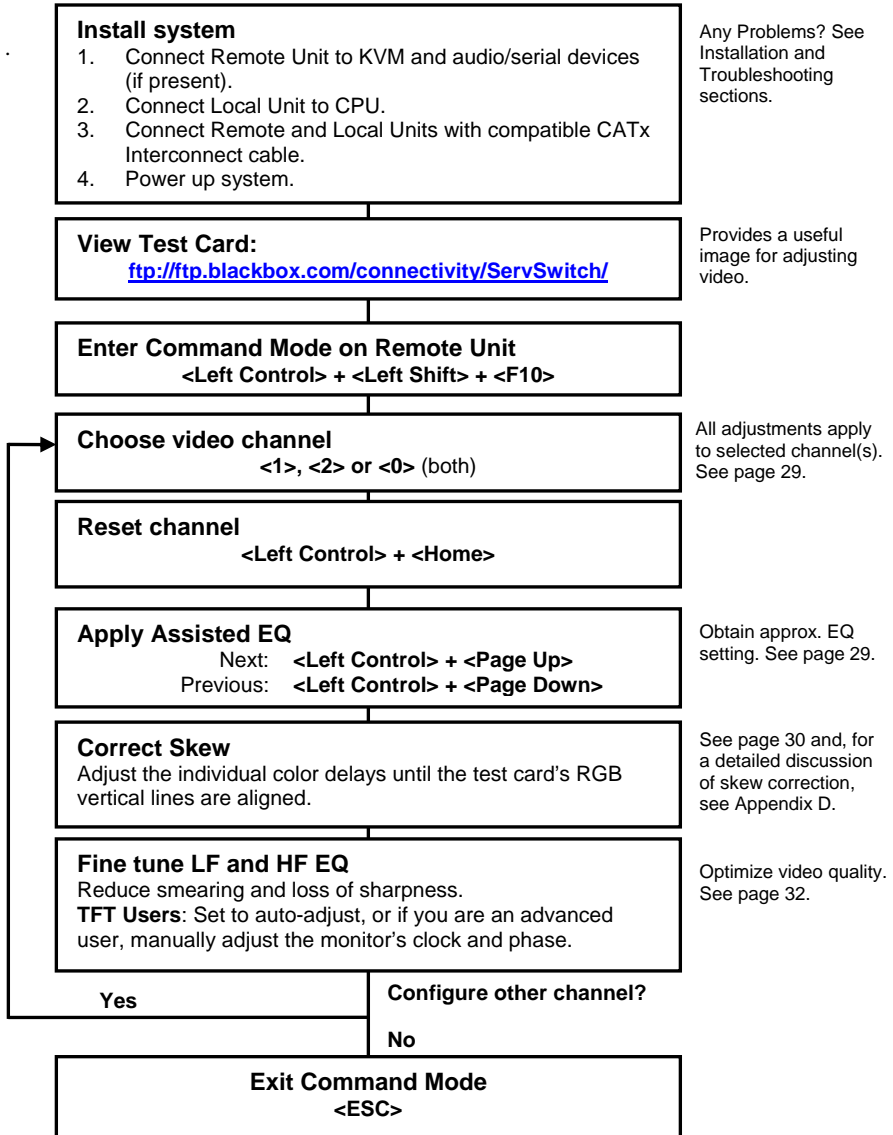 Install system
1. Connect Remote Unit to KVM and audio/serial devices
(if present).
2. Connect Local Unit to CPU.
3. Connect Remote and Local Units with compatible CATx
Interconnect cable.
4. Power up system.
Any Problems? See
Installation and
Troubleshooting
sections.
View Test Card:
ftp://ftp.blackbox.com/connectivity/ServSwitch/
Provides a useful
image for adjusting
video.
Enter Command Mode on Remote Unit
<Left Control> + <Left Shift> + <F10>
Choose video channel
<1>, <2> or <0> (both)
All adjustments apply
to selected channel(s).
See page 29.
Reset channel
<Left Control> + <Home>
Apply Assisted EQ
Next: <Left Control> + <Page Up>
Previous: <Left Control> + <Page Down>
Obtain approx. EQ
setting. See page 29.
Correct Skew
Adjust the individual color delays until the test card's RGB
vertical lines are aligned.
See page 30 and, for
a detailed discussion
of skew correction,
see Appendix D.
Fine tune LF and HF EQ
Reduce smearing and loss of sharpness.
TFT Users: Set to auto-adjust, or if you are an advanced
user, manually adjust the monitor's clock and phase.
Optimize video quality.
See page 32.
Yes
Configure other channel?
No
Exit Command Mode
<ESC>